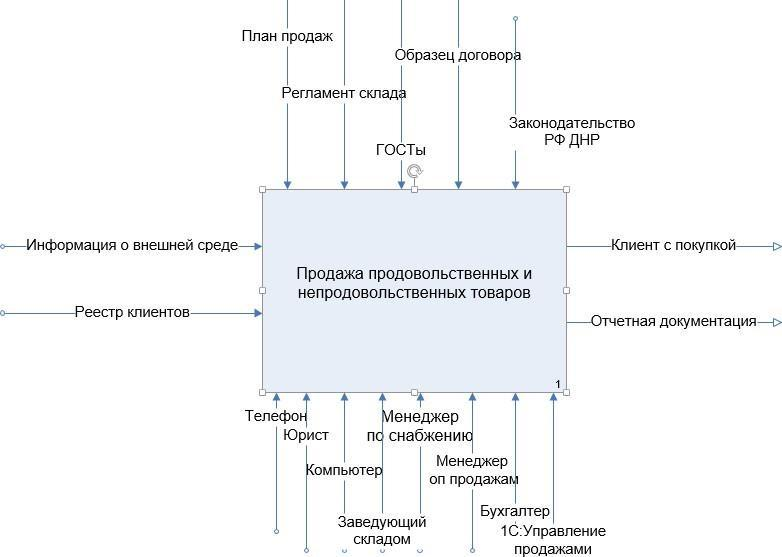 План продаж
Образец договора
Регламент склада
Законодательство
РФ ДНР
ГОСТы
Информация о внешней среде
Клиент с покупкой
Продажа продовольственных и
непродовольственных товаров
Реестр клиентов
Отчетная документация
1
Телефон
Менеджер
по снабжению
Юрист
Компьютер
Менеджер
оп продажам
Заведующий
складом
Бухгалтер
1С:Управление
продажами